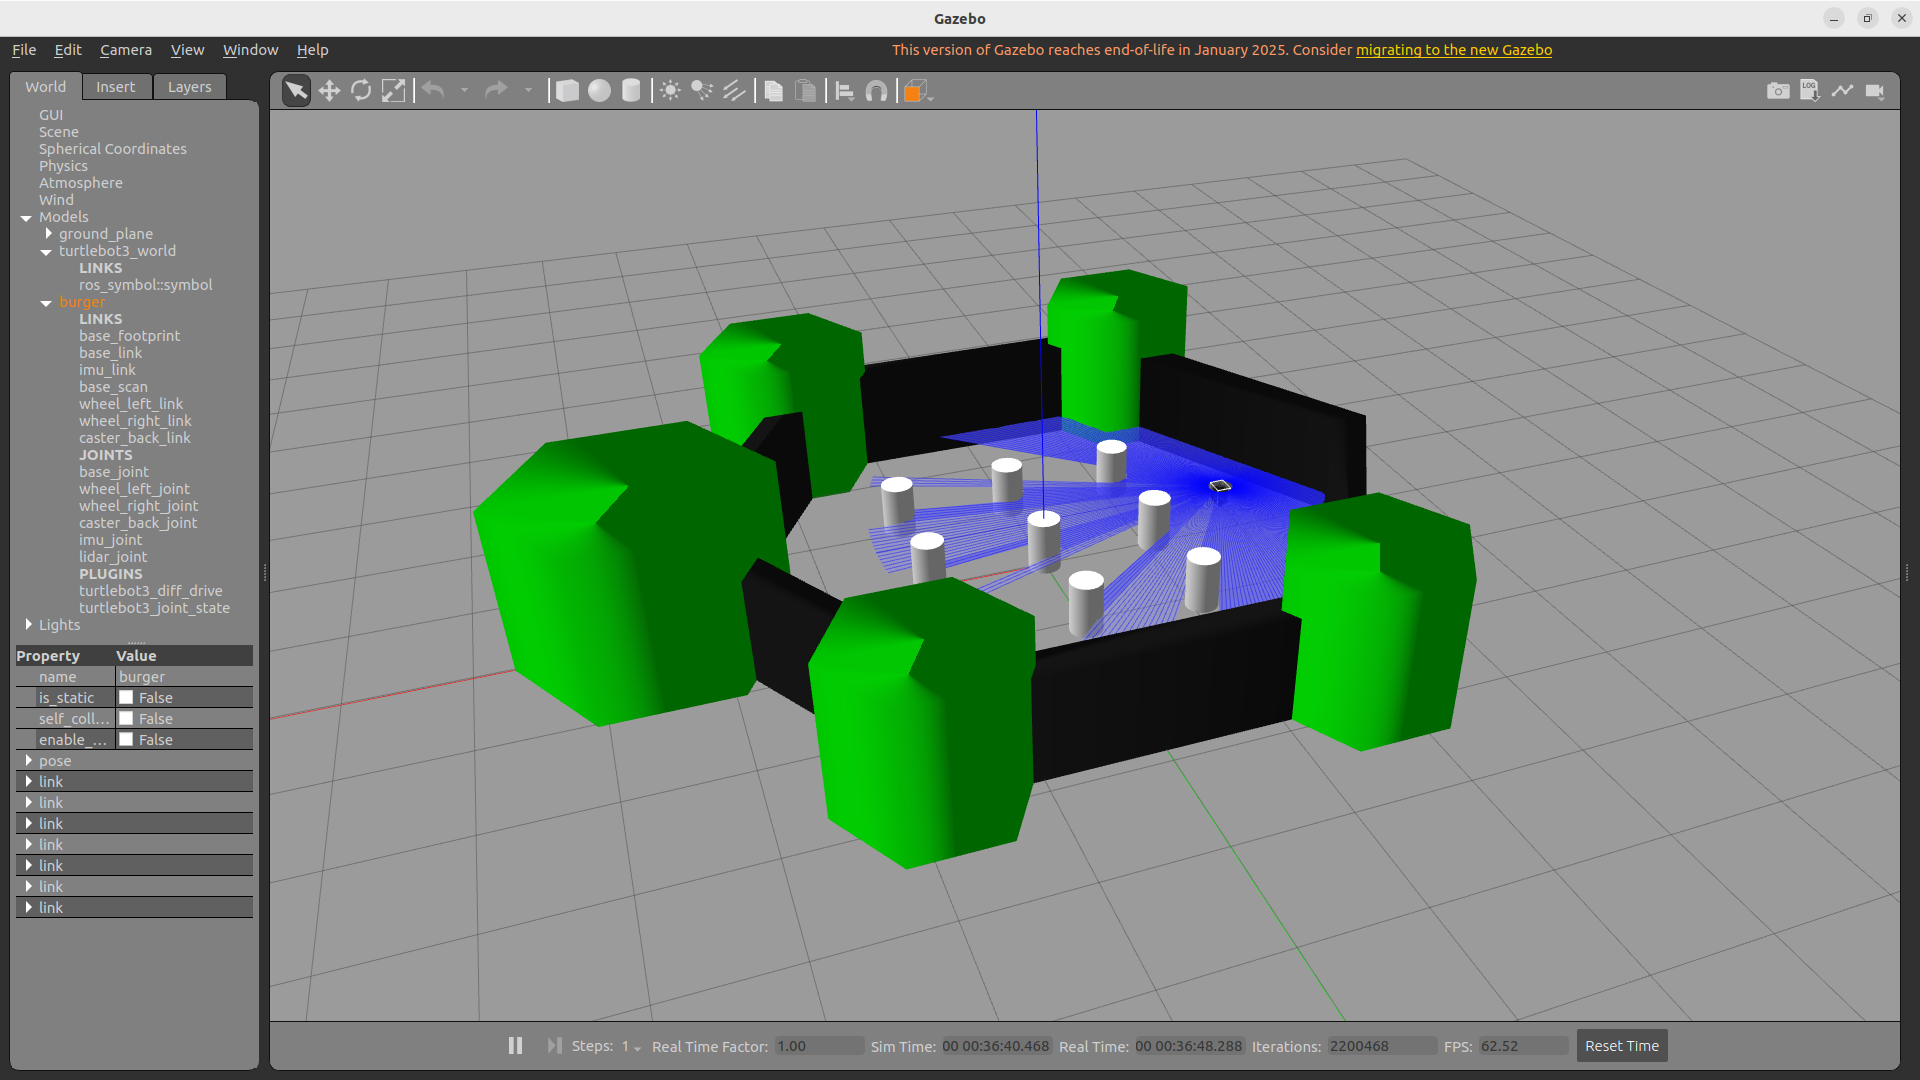 Gazebo
File Edit Camera View Window Help
This version of Gazebo reaches end-of-life in January 2025. Consider migrating to the new Gazebo
World Insert Layers
LOG
GUI
Scene
Spherical Coordinates
Physics
Atmosphere
Wind
Models
ground_plane
turtlebot3_world
LINKS
ros_symbol::symbol
burger
LINKS
base_footprint
base_link
imu_link
base_scan
wheel_left_link
wheel_right_link
caster_back_link
JOINTS
base_joint
wheel_left_joint
wheel_right_joint
caster_back_joint
imu_joint
lidar_joint
PLUGINS
turtlebot3_diff_drive
turtlebot3_joint_state
Lights
Property Value
name burger
is_static False
self_coll... False
enable_... False
pose
link
link
link
link
link
link
link
Steps: 1 Real Time Factor: 1.00 Sim Time: 00 00:36:40.468 Real Time: 00 00:36:48.288 Iterations: 2200468 FPS: 62.52 Reset Time